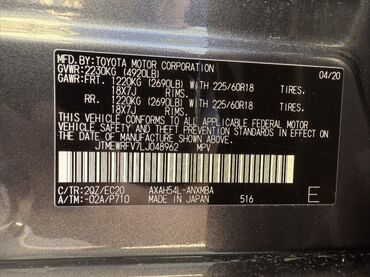 MFD.BY: TOYOTA MOTOR CORPORATION 04/20
GVWR: 2230KG (4920LB)
GAWR: FRT. 1220KG (2690LB) WITH 225/60R18 TIRES.
18X7J RIMS.
RR. 1220KG (2690LB) WITH 225/60R18 TIRES.
18X7J RIMS.
THIS VEHICLE CONFORMS TO ALL APPLICABLE FEDERAL MOTOR
VEHICLE SAFETY, BUMPER, AND THEFT PREVENTION STANDARDS
IN EFFECT ON THE DATE OF MANUFACTURE SHOWN ABOVE.
JTMEWRFV7LJ048962 MPV
C/TR: 2QZ/EC20 AXAH54L-ANXMBA
A/TM: -02A/P710 MADE IN JAPAN 516 E